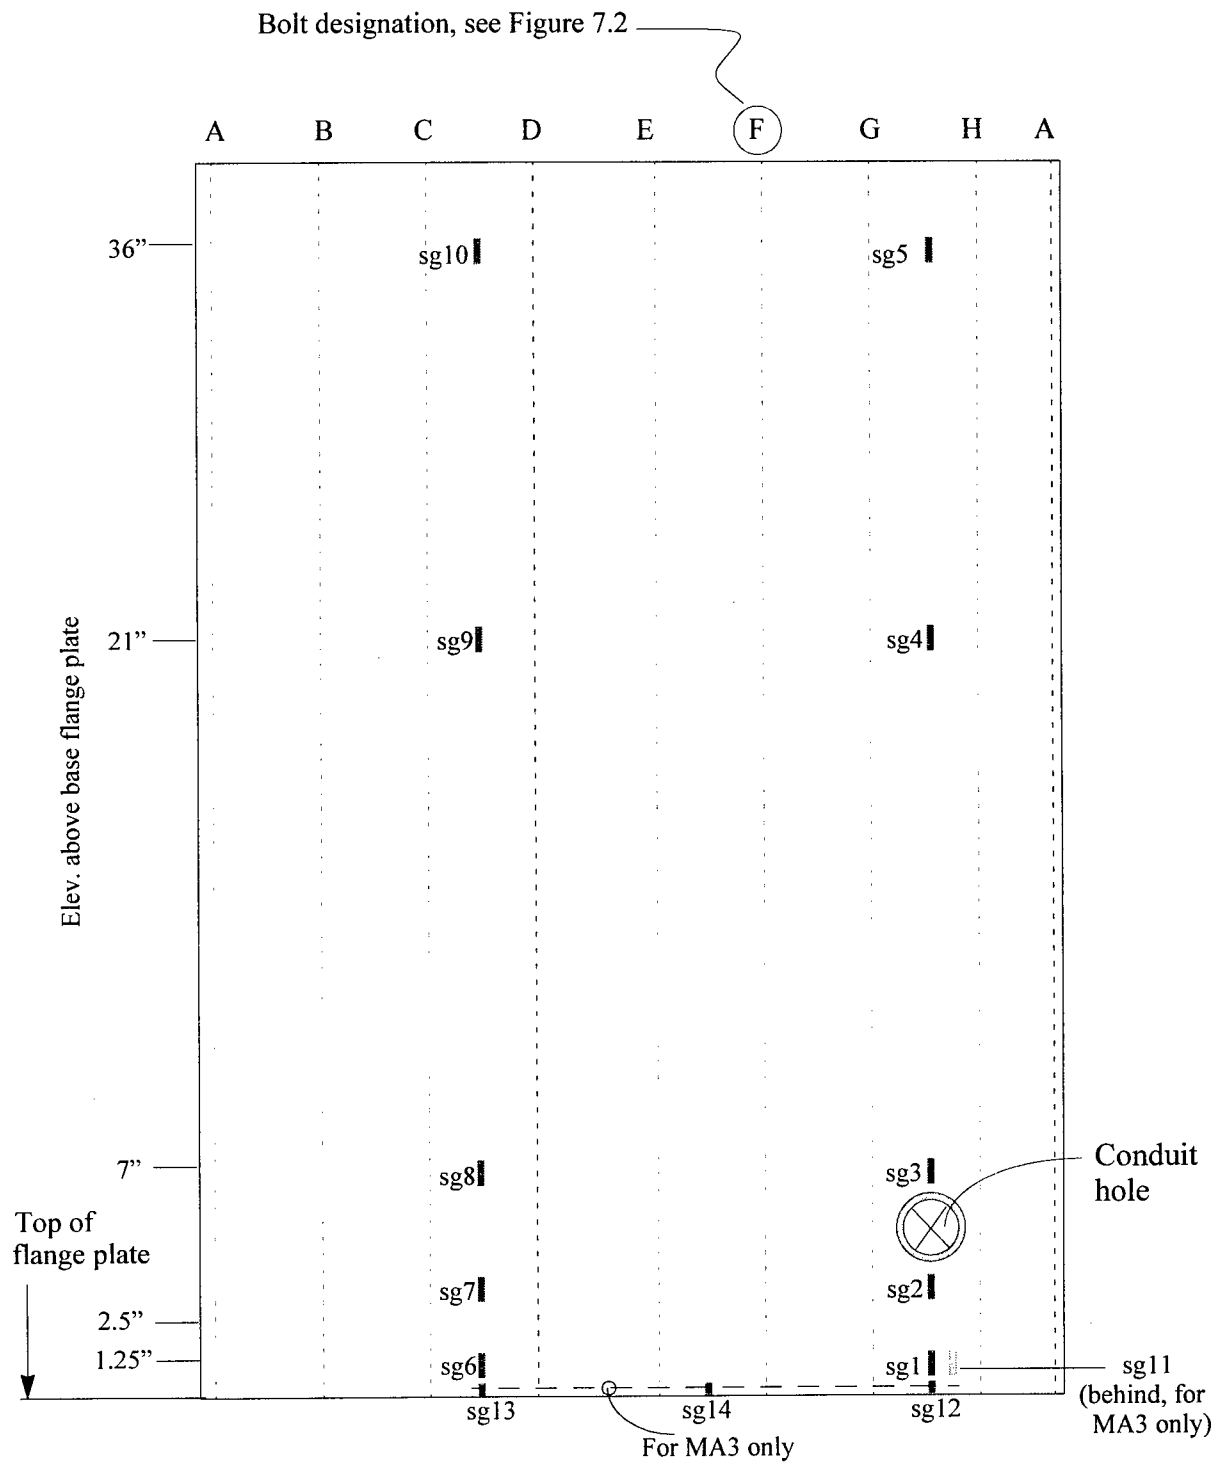 Bolt designation, see Figure 7.2
A B C D E F G H A
36”
sg10
sg5
Elev. above base flange plate
21”
sg9
sg4
7”
sg8
sg3
Conduit
hole
Top of
flange plate
sg7
sg2
2.5”
1.25”
sg6
sg1
sg11
(behind, for
MA3 only)
sg13
sg14
sg12
For MA3 only